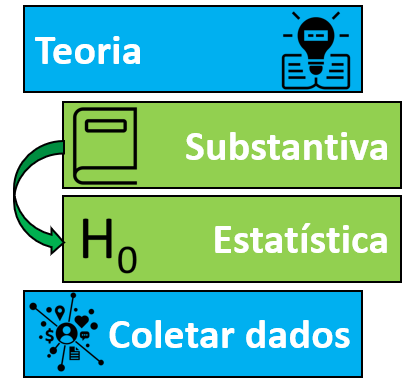 Teoria
Substantiva
H0 Estatística
Coletar dados